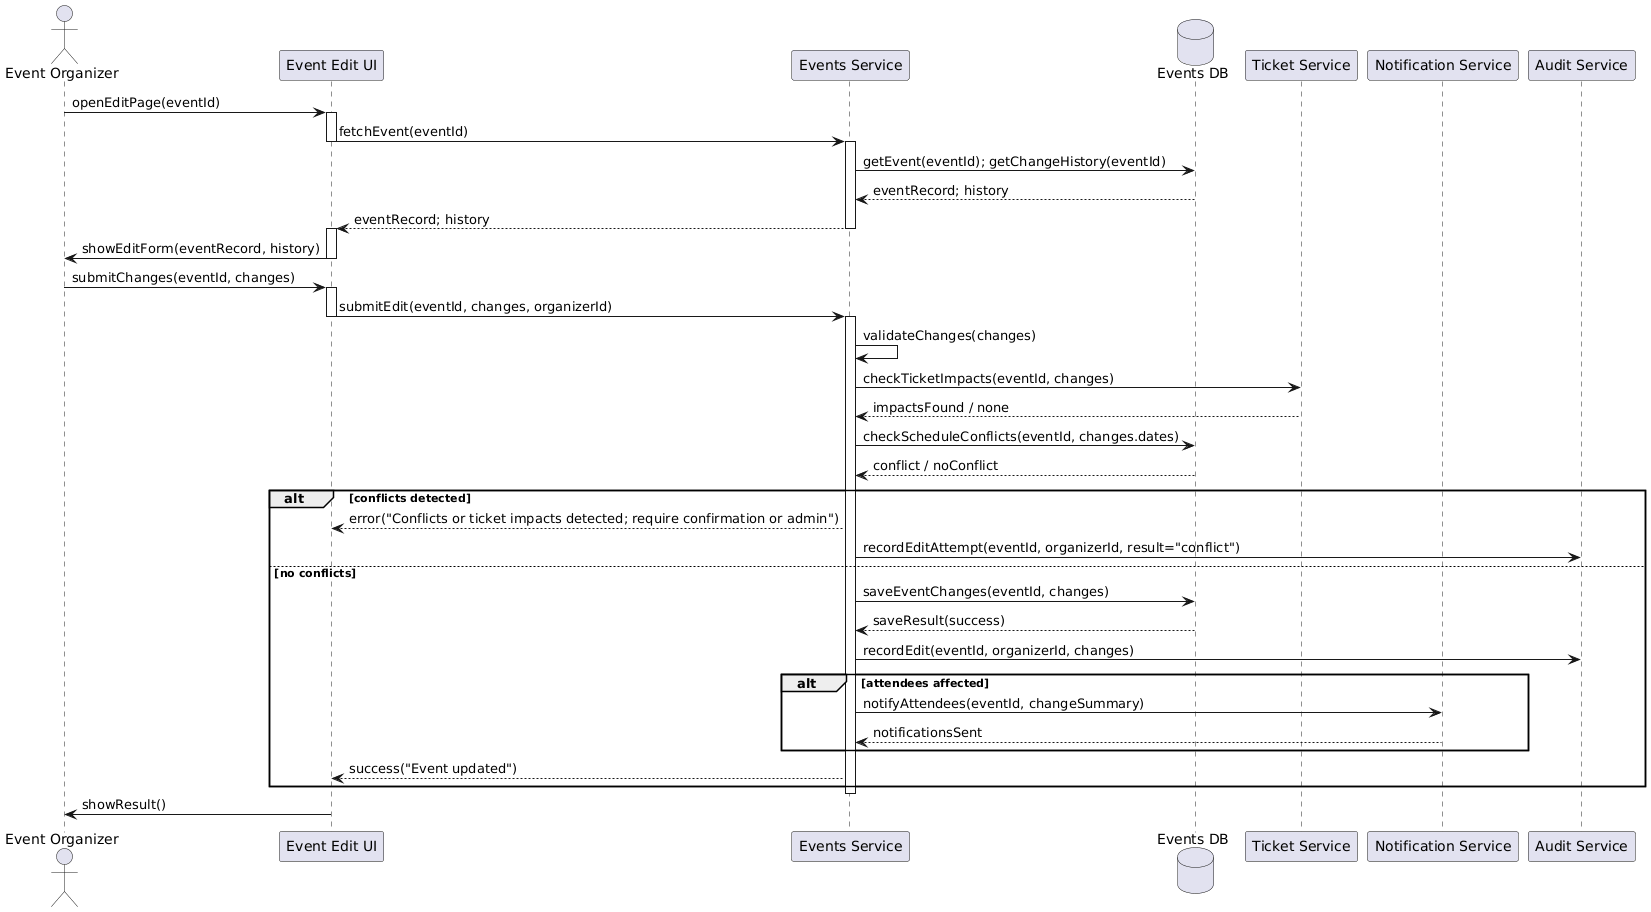 Event Organizer
Event Edit UI
Events Service
Events DB
Ticket Service
Notification Service
Audit Service
openEditPage(eventId)
fetchEvent(eventId)
getEvent(eventId); getChangeHistory(eventId)
eventRecord; history
eventRecord; history
showEditForm(eventRecord, history)
submitChanges(eventId, changes)
submitEdit(eventId, changes, organizerId)
validateChanges(changes)
checkTicketImpacts(eventId, changes)
impactsFound / none
checkScheduleConflicts(eventId, changes.dates)
conflict / noConflict
alt [conflicts detected]
error("Conflicts or ticket impacts detected; require confirmation or admin")
recordEditAttempt(eventId, organizerId, result="conflict")
[no conflicts]
saveEventChanges(eventId, changes)
saveResult(success)
recordEdit(eventId, organizerId, changes)
alt [attendees affected]
notifyAttendees(eventId, changeSummary)
notificationsSent
success("Event updated")
showResult()
Event Organizer
Event Edit UI
Events Service
Events DB
Ticket Service
Notification Service
Audit Service